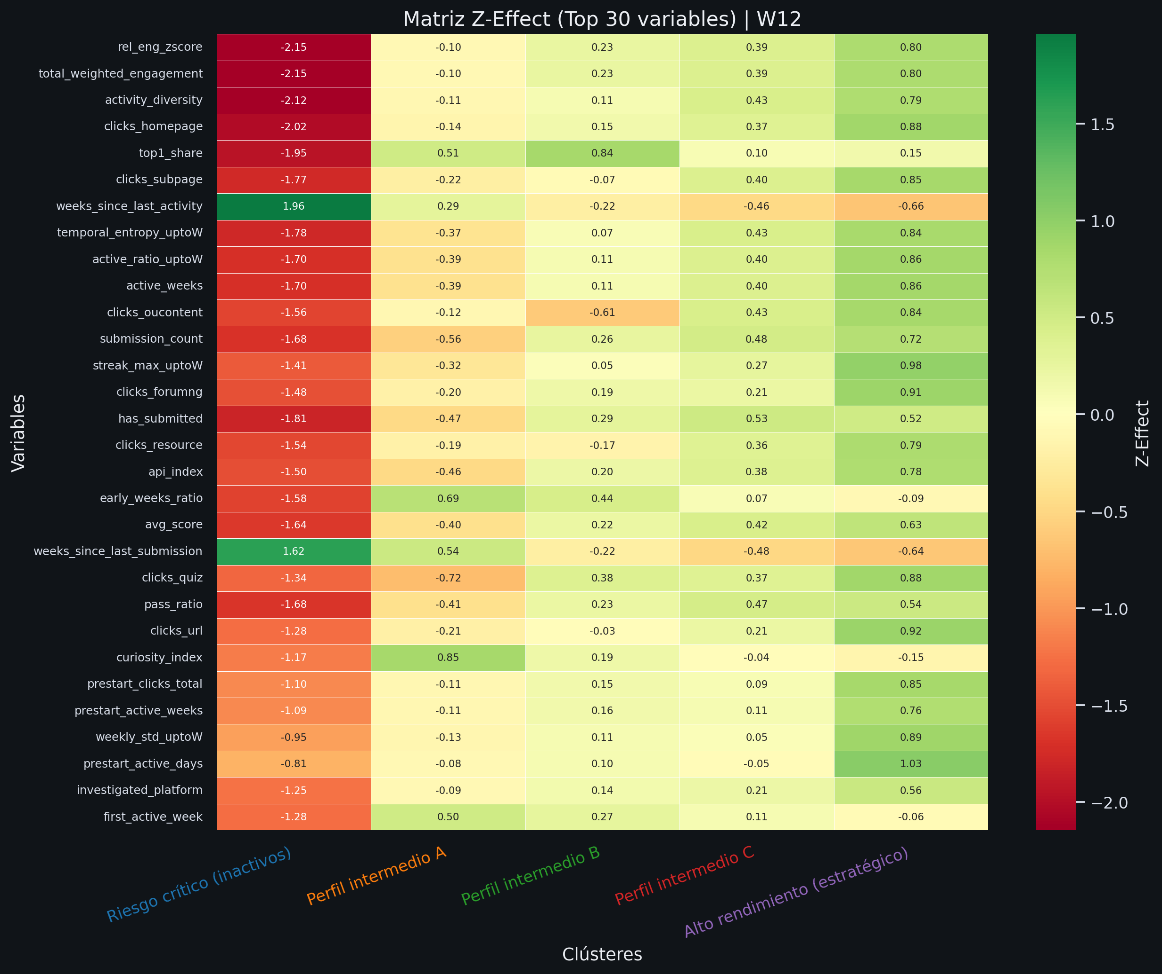 Matriz Z-Effect (Top 30 variables) | W12
Variables
rel_eng_zscore -2.15 -0.10 0.23 0.39 0.80
total_weighted_engagement -2.15 -0.10 0.23 0.39 0.80
activity_diversity -2.12 -0.11 0.11 0.43 0.79
clicks_homepage -2.02 -0.14 0.15 0.37 0.88
top1_share -1.95 0.51 0.84 0.10 0.15
clicks_subpage -1.77 -0.22 -0.07 0.40 0.85
weeks_since_last_activity 1.96 0.29 -0.22 -0.46 -0.66
temporal_entropy_uptoW -1.78 -0.37 0.07 0.43 0.84
active_ratio_uptoW -1.70 -0.39 0.11 0.40 0.86
active_weeks -1.70 -0.39 0.11 0.40 0.86
clicks_oucontent -1.56 -0.12 -0.61 0.43 0.84
submission_count -1.68 -0.56 0.26 0.48 0.72
streak_max_uptoW -1.41 -0.32 0.05 0.27 0.98
clicks_forumng -1.48 -0.20 0.19 0.21 0.91
has_submitted -1.81 -0.47 0.29 0.53 0.52
clicks_resource -1.54 -0.19 -0.17 0.36 0.79
api_index -1.50 -0.46 0.20 0.38 0.78
early_weeks_ratio -1.58 0.69 0.44 0.07 -0.09
avg_score -1.64 -0.40 0.22 0.42 0.63
weeks_since_last_submission 1.62 0.54 -0.22 -0.48 -0.64
clicks_quiz -1.34 -0.72 0.38 0.37 0.88
pass_ratio -1.68 -0.41 0.23 0.47 0.54
clicks_url -1.28 -0.21 -0.03 0.21 0.92
curiosity_index -1.17 0.85 0.19 -0.04 -0.15
prestart_clicks_total -1.10 -0.11 0.15 0.09 0.85
prestart_active_weeks -1.09 -0.11 0.16 0.11 0.76
weekly_std_uptoW -0.95 -0.13 0.11 0.05 0.89
prestart_active_days -0.81 -0.08 0.10 -0.05 1.03
investigated_platform -1.25 -0.09 0.14 0.21 0.56
first_active_week -1.28 0.50 0.27 0.11 -0.06
Riesgo crítico (inactivos)
Perfil intermedio A
Perfil intermedio B
Perfil intermedio C
Alto rendimiento (estratégico)
Clústeres
1.5
1.0
0.5
0.0
−0.5
−1.0
−1.5
−2.0
Z-Effect